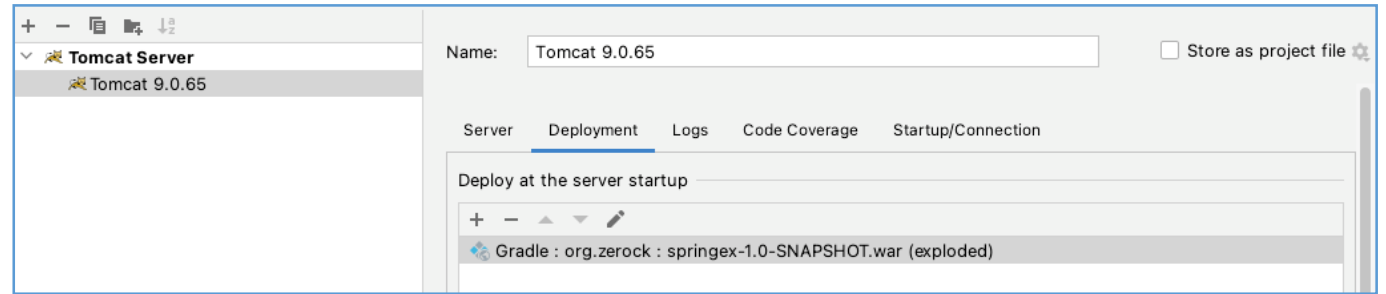 Tomcat Server
Tomcat 9.0.65
Name: Tomcat 9.0.65 Store as project file
Server Deployment Logs Code Coverage Startup/Connection
Deploy at the server startup
Gradle : org.zerock : springex-1.0-SNAPSHOT.war (exploded)